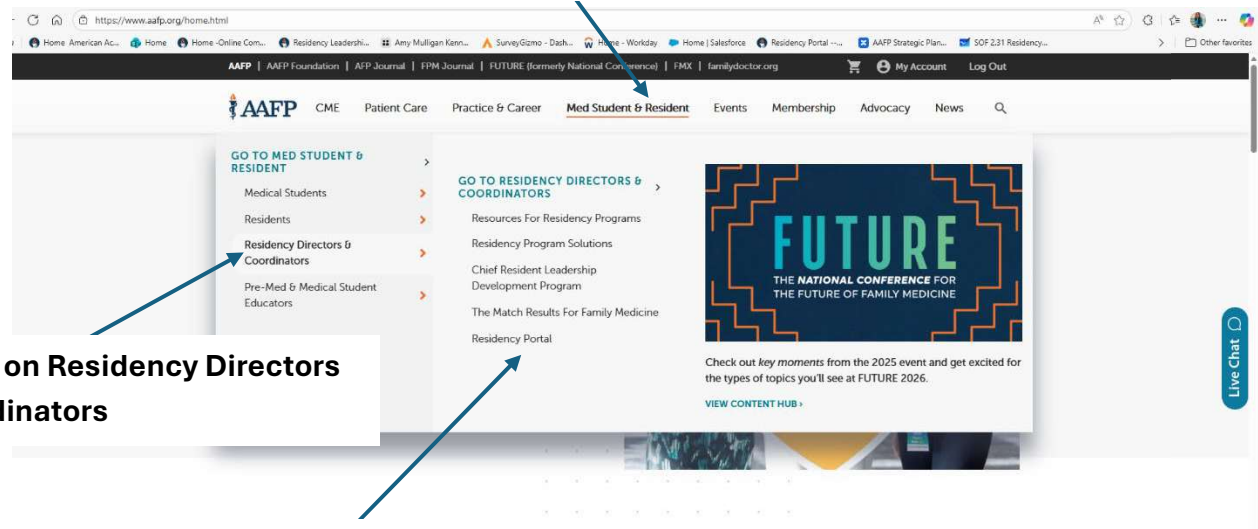 https://www.aafp.org/home.html
Home American Ac... Home Home -Online Com... Residency Leadershi... Amy Mulligan Kenn... SurveyGizmo - Dash... Home - Workday Home | Salesforce Residency Portal --... AAFP Strategic Plan... SOF 2.31 Residency... Other favorites
AAFP | AAFP Foundation | AFP Journal | FPM Journal | FUTURE (formerly National Conference) | FMX | familydoctor.org My Account Log Out
AAFP CME Patient Care Practice & Career Med Student & Resident Events Membership Advocacy News
GO TO MED STUDENT &
RESIDENT
Medical Students
Residents
Residency Directors &
Coordinators
Pre-Med & Medical Student
Educators
GO TO RESIDENCY DIRECTORS &
COORDINATORS
Resources For Residency Programs
Residency Program Solutions
Chief Resident Leadership
Development Program
The Match Results For Family Medicine
Residency Portal
FUTURE
THE NATIONAL CONFERENCE FOR
THE FUTURE OF FAMILY MEDICINE
Check out key moments from the 2025 event and get excited for
the types of topics you'll see at FUTURE 2026.
VIEW CONTENT HUB ›
Live Chat
on Residency Directors
linators